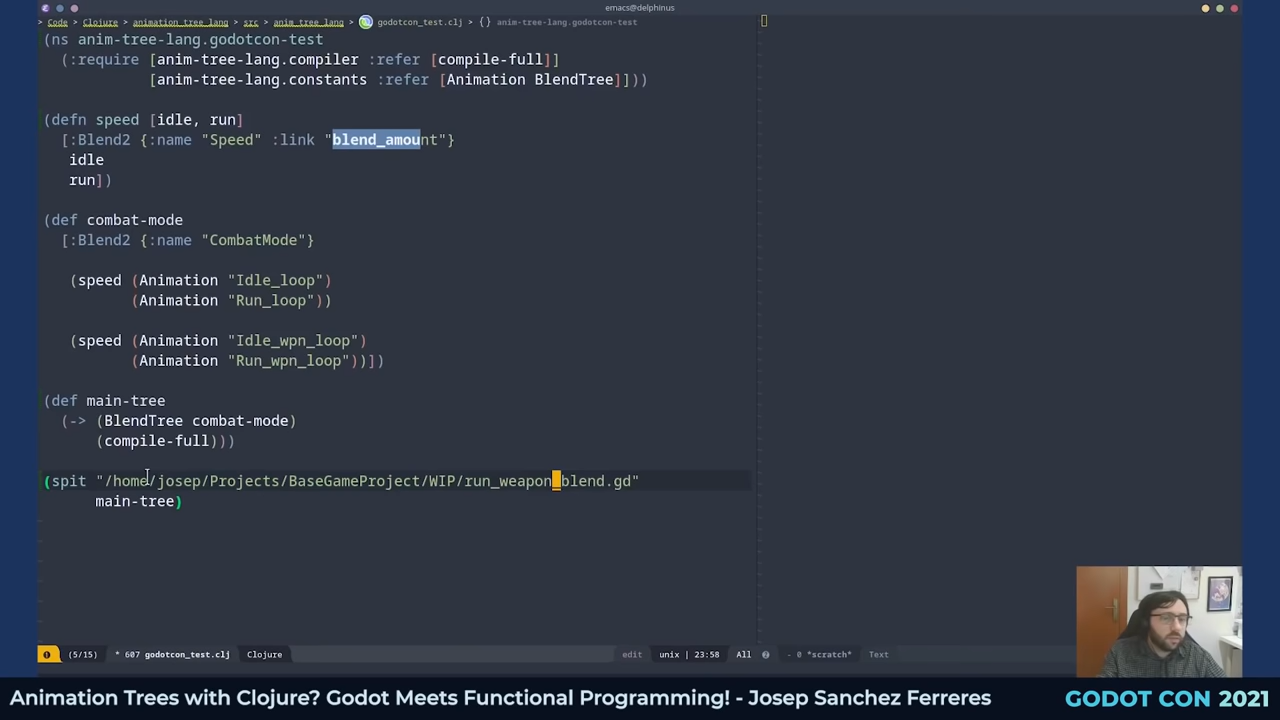 emacs@delphinus
> Code > Clojure > animation_tree_lang > src > anim_tree_lang > godotcon_test.clj > { } anim-tree-lang.godotcon-test
(ns anim-tree-lang.godotcon-test
(:require [anim-tree-lang.compiler :refer [compile-full]]
[anim-tree-lang.constants :refer [Animation BlendTree]]))
(defn speed [idle, run]
[:Blend2 {:name "Speed" :link "blend_amount"}
idle
run])
(def combat-mode
[:Blend2 {:name "CombatMode"}
(speed (Animation "Idle_loop")
(Animation "Run_loop"))
(speed (Animation "Idle_wpn_loop")
(Animation "Run_wpn_loop"))])
(def main-tree
(-> (BlendTree combat-mode)
(compile-full)))
(spit "/home/josep/Projects/BaseGameProject/WIP/run_weapon_blend.gd"
main-tree)
(5/15) * 607 godotcon_test.clj Clojure edit unix | 23:58 All - 0 *scratch* Text
Animation Trees with Clojure? Godot Meets Functional Programming! - Josep Sanchez Ferreres GODOT CON 2021